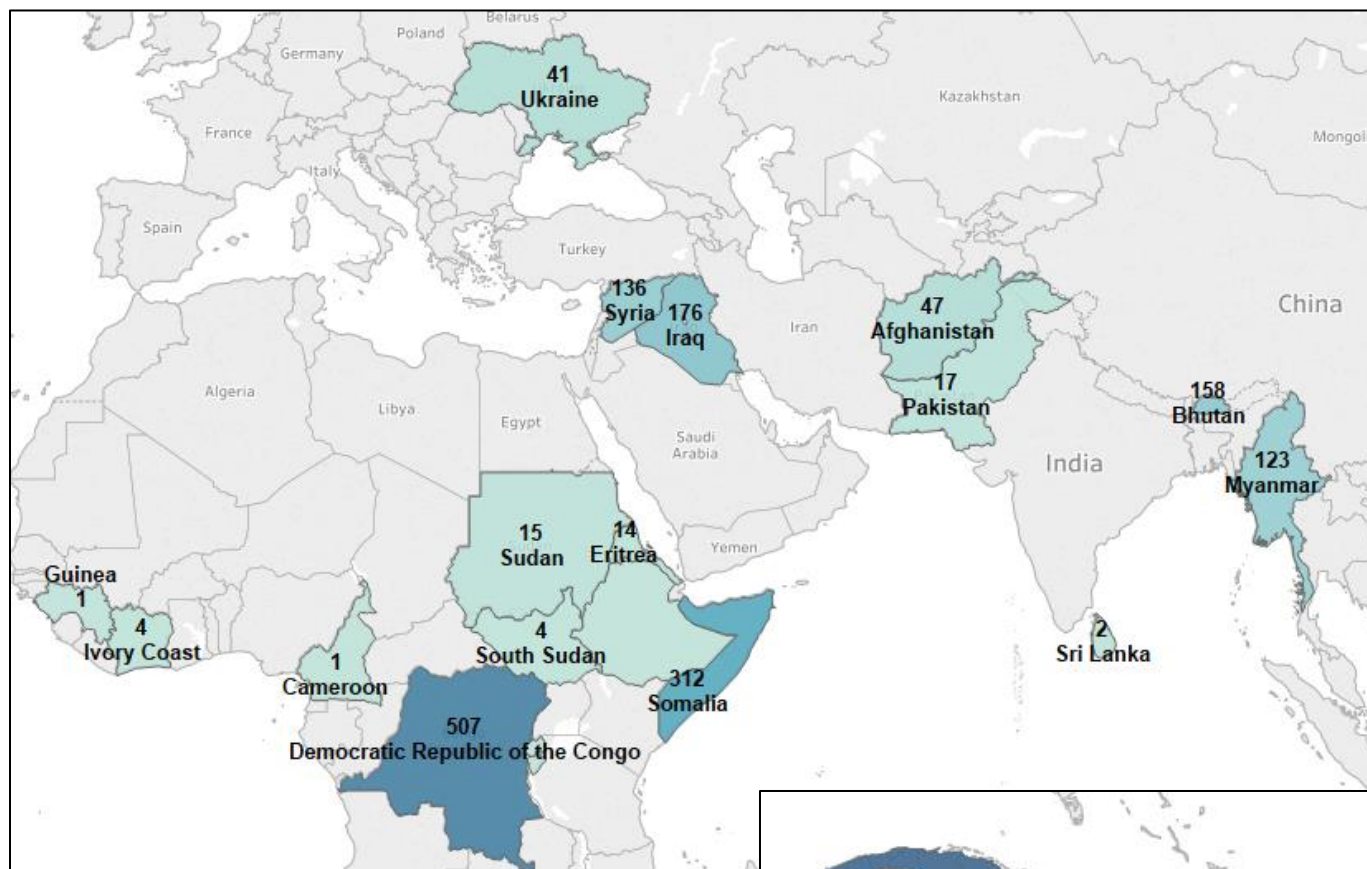 Belarus
Poland
Germany
41
Ukraine
Kazakhstan
France
Mongol
Italy
Spain
Turkey
136
Syria
176
Iraq
Iran
47
Afghanistan
China
17
Pakistan
158
Bhutan
Algeria
Libya
Egypt
Saudi
Arabia
India
123
Myanmar
15
Sudan
14
Eritrea
Yemen
Guinea
1
4
Ivory Coast
4
South Sudan
2
Sri Lanka
1
Cameroon
312
Somalia
507
Democratic Republic of the Congo